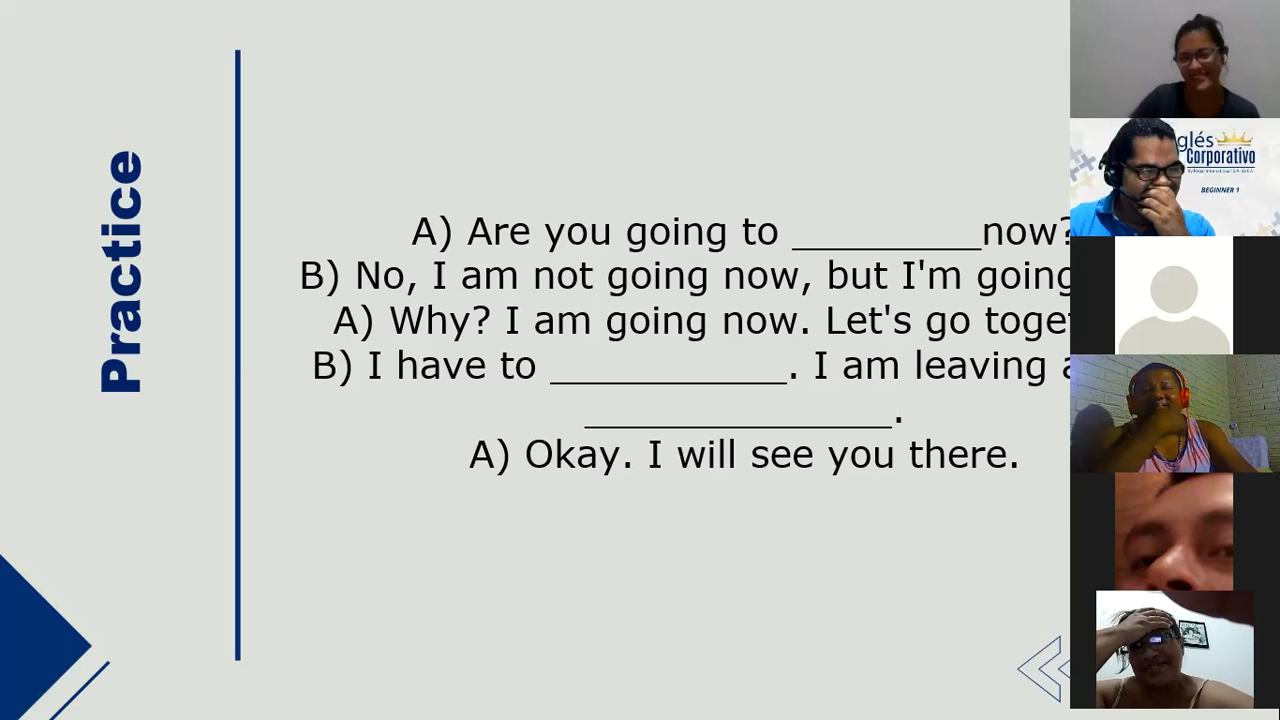 Practice
A) Are you going to _________now?
B) No, I am not going now, but I'm going
A) Why? I am going now. Let's go toget
B) I have to ___________. I am leaving a
______________.
A) Okay. I will see you there.
glés
Corporativo
BEGINNER 1